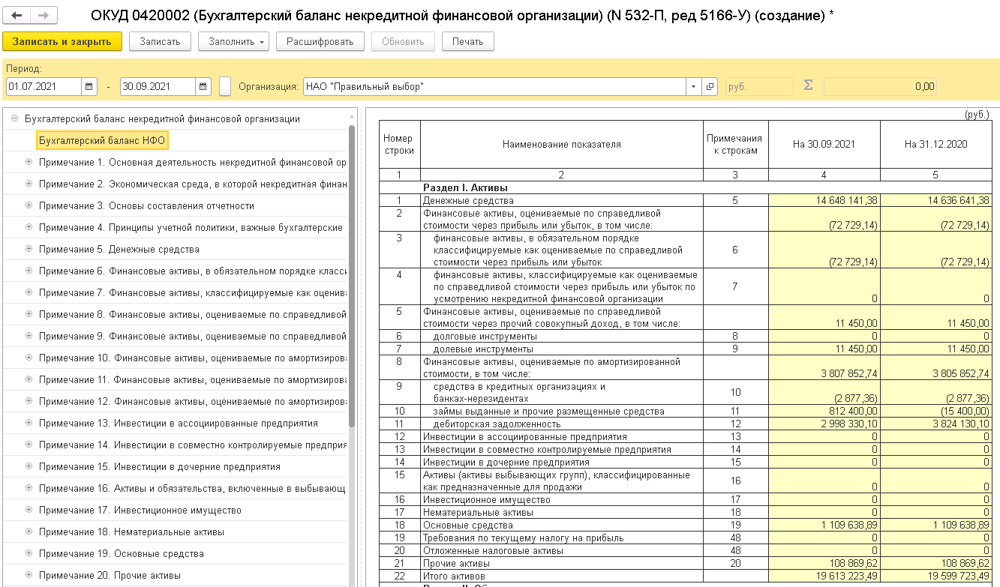 ОКУД 0420002 (Бухгалтерский баланс некредитной финансовой организации) (N 532-П, ред 5166-У) (создание) *
Записать и закрыть Записать Заполнить Расшифровать Обновить Печать
Период:
01.07.2021 - 30.09.2021 Организация: НАО "Правильный выбор" руб. Σ 0,00
Бухгалтерский баланс некредитной финансовой организации
Бухгалтерский баланс НФО
Примечание 1. Основная деятельность некредитной финансовой ор
Примечание 2. Экономическая среда, в которой некредитная финан
Примечание 3. Основы составления отчетности
Примечание 4. Принципы учетной политики, важные бухгалтерские
Примечание 5. Денежные средства
Примечание 6. Финансовые активы, в обязательном порядке класси
Примечание 7. Финансовые активы, классифицируемые как оценива
Примечание 8. Финансовые активы, оцениваемые по справедливой
Примечание 9. Финансовые активы, оцениваемые по справедливой
Примечание 10. Финансовые активы, оцениваемые по амортизирова
Примечание 11. Финансовые активы, оцениваемые по амортизирова
Примечание 12. Финансовые активы, оцениваемые по амортизирова
Примечание 13. Инвестиции в ассоциированные предприятия
Примечание 14. Инвестиции в совместно контролируемые предприя
Примечание 15. Инвестиции в дочерние предприятия
Примечание 16. Активы и обязательства, включенные в выбывающ
Примечание 17. Инвестиционное имущество
Примечание 18. Нематериальные активы
Примечание 19. Основные средства
Примечание 20. Прочие активы
(руб.)
Номер строки Наименование показателя Примечания к строкам На 30.09.2021 На 31.12.2020
1 2 3 4 5
Раздел I. Активы
1 Денежные средства 5 14 648 141,38 14 636 641,38
2 Финансовые активы, оцениваемые по справедливой
стоимости через прибыль или убыток, в том числе: (72 729,14) (72 729,14)
3 финансовые активы, в обязательном порядке
классифицируемые как оцениваемые по справедливой 6
стоимости через прибыль или убыток (72 729,14) (72 729,14)
4 финансовые активы, классифицируемые как оцениваемые
по справедливой стоимости через прибыль или убыток по 7
усмотрению некредитной финансовой организации 0 0
5 Финансовые активы, оцениваемые по справедливой
стоимости через прочий совокупный доход, в том числе: 11 450,00 11 450,00
6 долговые инструменты 8 0 0
7 долевые инструменты 9 11 450,00 11 450,00
8 Финансовые активы, оцениваемые по амортизированной
стоимости, в том числе: 3 807 852,74 3 805 852,74
9 средства в кредитных организациях и 10
банках-нерезидентах (2 877,36) (2 877,36)
10 займы выданные и прочие размещенные средства 11 812 400,00 (15 400,00)
11 дебиторская задолженность 12 2 998 330,10 3 824 130,10
12 Инвестиции в ассоциированные предприятия 13 0 0
13 Инвестиции в совместно контролируемые предприятия 14 0 0
14 Инвестиции в дочерние предприятия 15 0 0
15 Активы (активы выбывающих групп), классифицированные 16
как предназначенные для продажи 0 0
16 Инвестиционное имущество 17 0 0
17 Нематериальные активы 18 0 0
18 Основные средства 19 1 109 638,89 1 109 638,89
19 Требования по текущему налогу на прибыль 48 0 0
20 Отложенные налоговые активы 48 0 0
21 Прочие активы 20 108 869,62 108 869,62
22 Итого активов 19 613 223,49 19 599 723,49